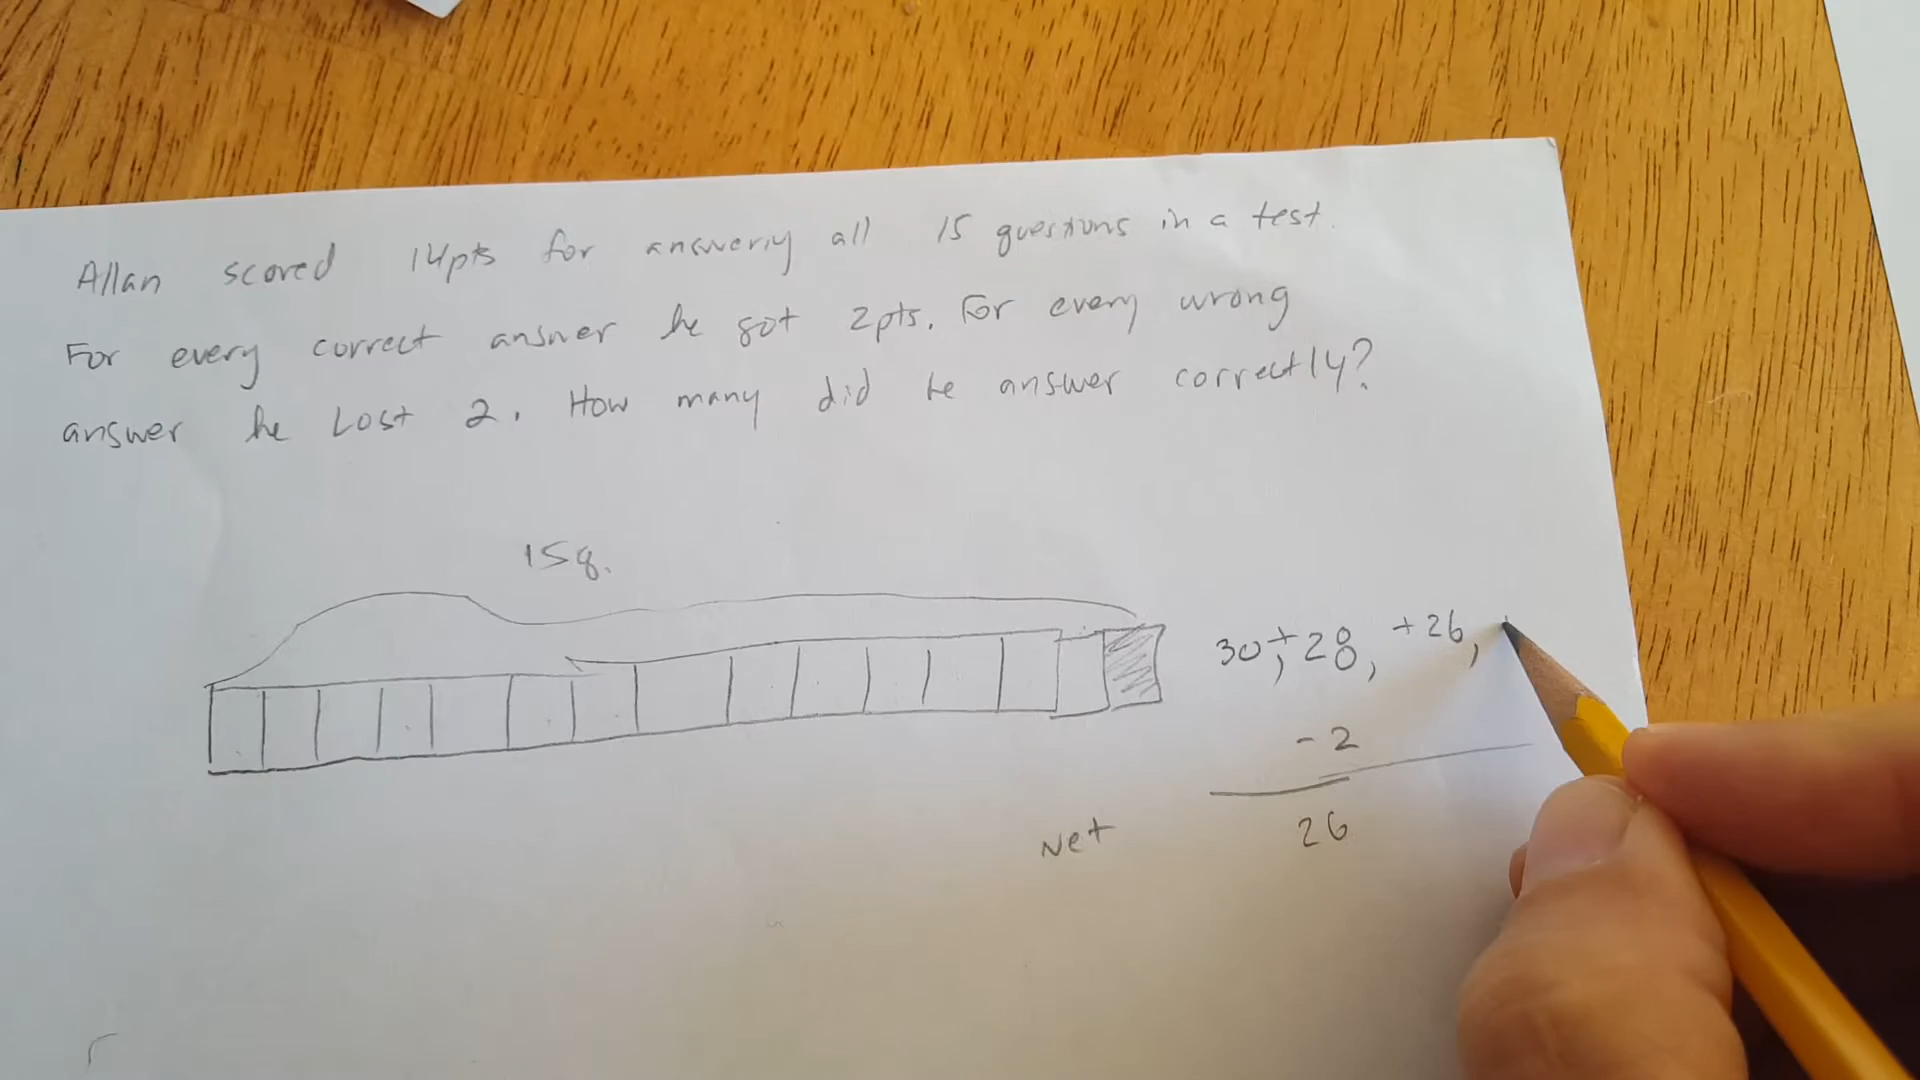 Allan scored 14pts for answeriy all 15 questions in a test.
For every correct answer he got 2pts. For every wrong
answer he Lost 2. How many did he answer correctly?
15q.
30, +28, +26,
-2
Net 26